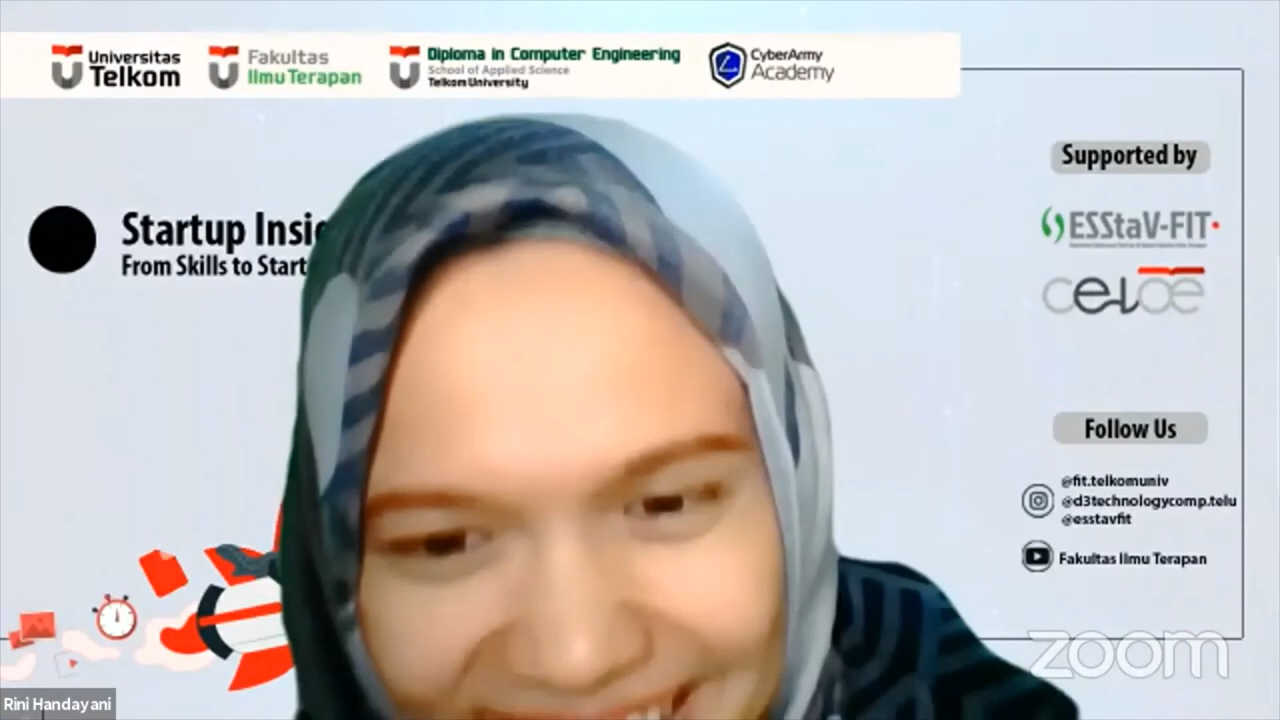 Universitas
Telkom
Fakultas
Ilmu Terapan
Diploma in Computer Engineering
School of Applied Science
Telkom University
CyberArmy
Academy
Supported by
ESStaV-FIT
celoe
Startup Insi
From Skills to Start
Follow Us
@fit.telkomuniv
@d3technologycomp.telu
@esstavfit
Fakultas Ilmu Terapan
zoom
Rini Handayani